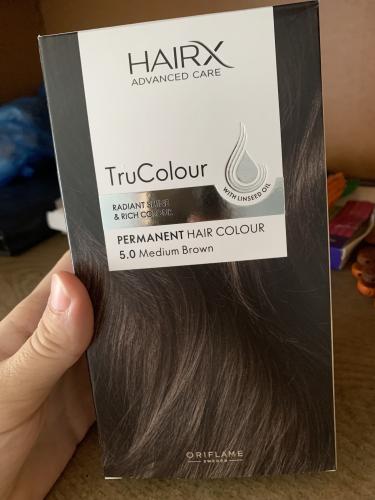 HAIRX
ADVANCED CARE
TruColour
WITH LINSEED OIL
RADIANT SHINE
& RICH COLOUR
PERMANENT HAIR COLOUR
5.0 Medium Brown
ORIFLAME
SWEDEN